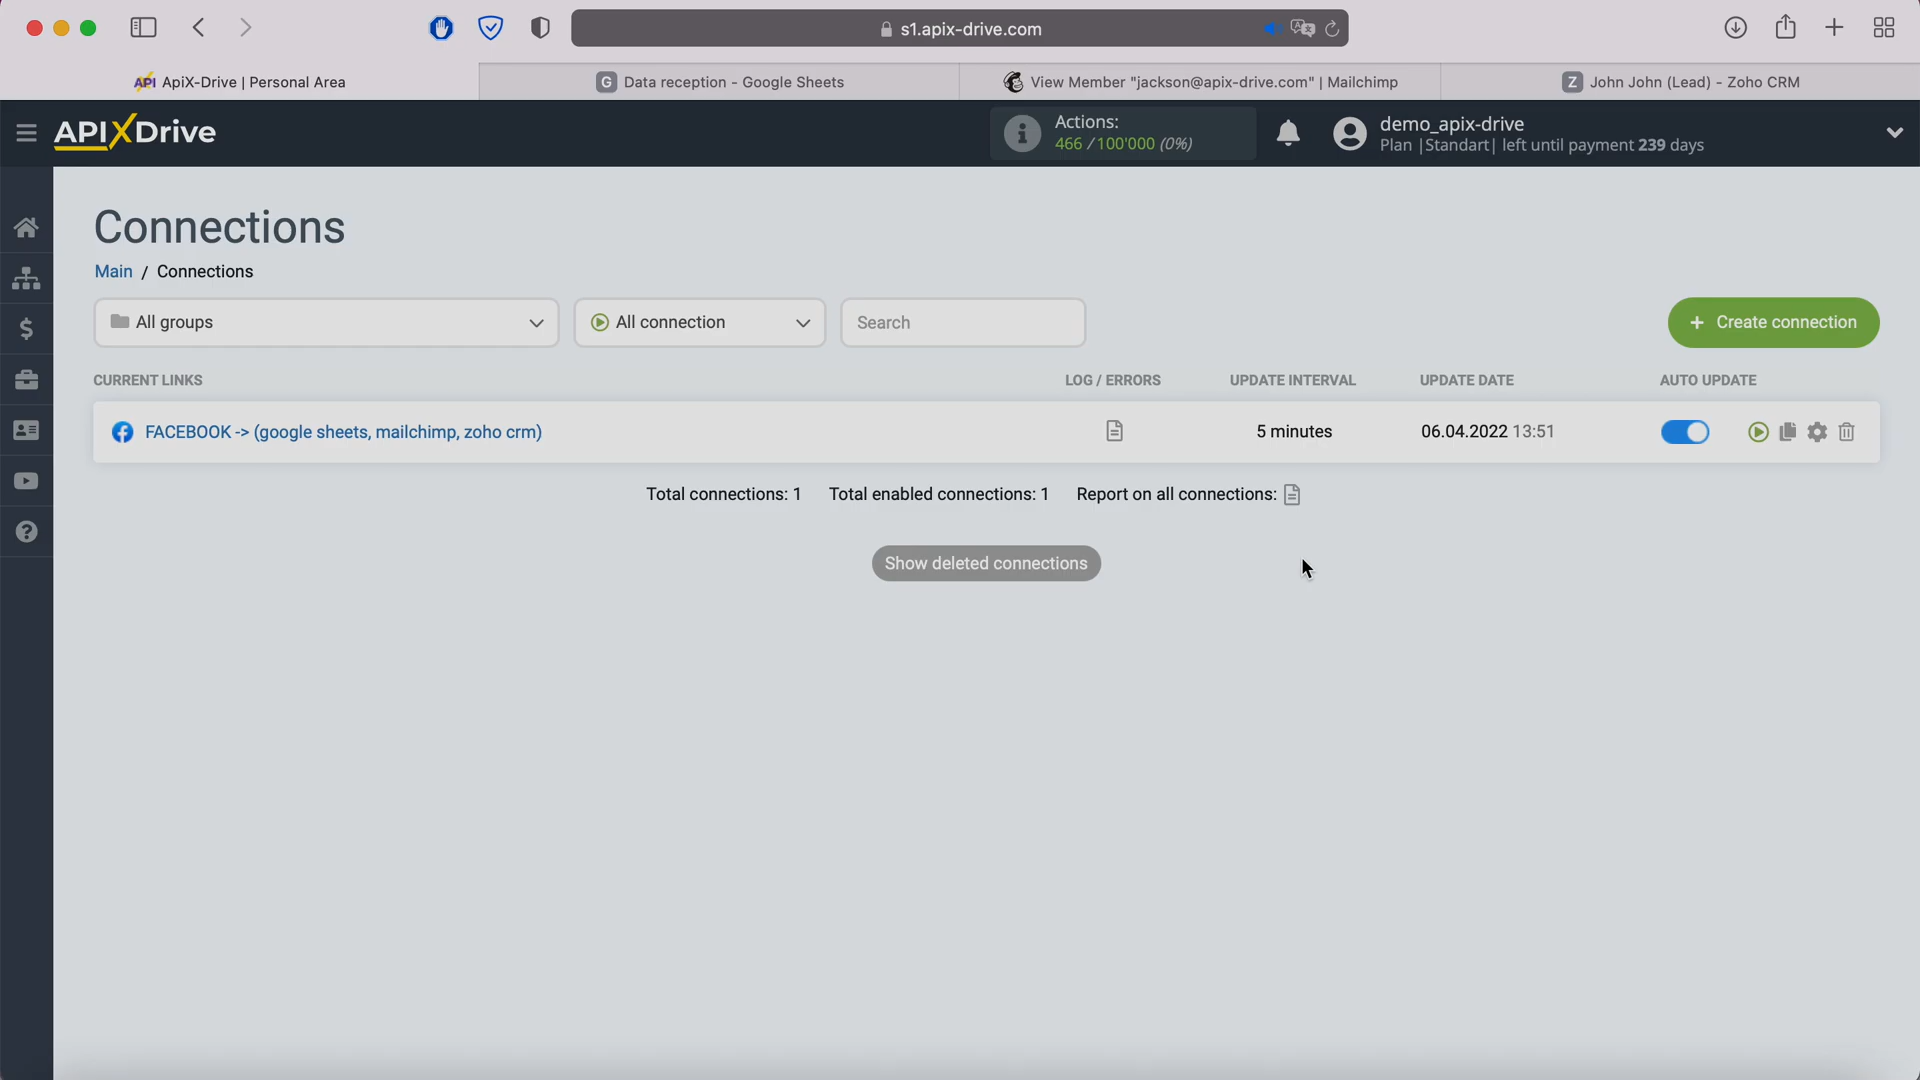 s1.apix-drive.com
API ApiX-Drive | Personal Area
G Data reception - Google Sheets
View Member "jackson@apix-drive.com" | Mailchimp
Z John John (Lead) - Zoho CRM
APIXDrive
Actions:
466 / 100'000 (0%)
demo_apix-drive
Plan |Standart| left until payment 239 days
Connections
Main / Connections
All groups
All connection
Search
+ Create connection
CURRENT LINKS
LOG / ERRORS
UPDATE INTERVAL
UPDATE DATE
AUTO UPDATE
FACEBOOK -> (google sheets, mailchimp, zoho crm)
5 minutes
06.04.2022 13:51
Total connections: 1 Total enabled connections: 1 Report on all connections:
Show deleted connections